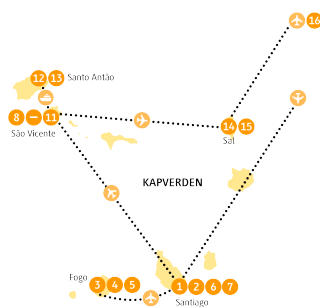 16
12 13 Santo Antão
8 – 11
São Vicente
14 15
Sal
KAPVERDEN
Fogo
3 4 5
1 2 6 7
Santiago